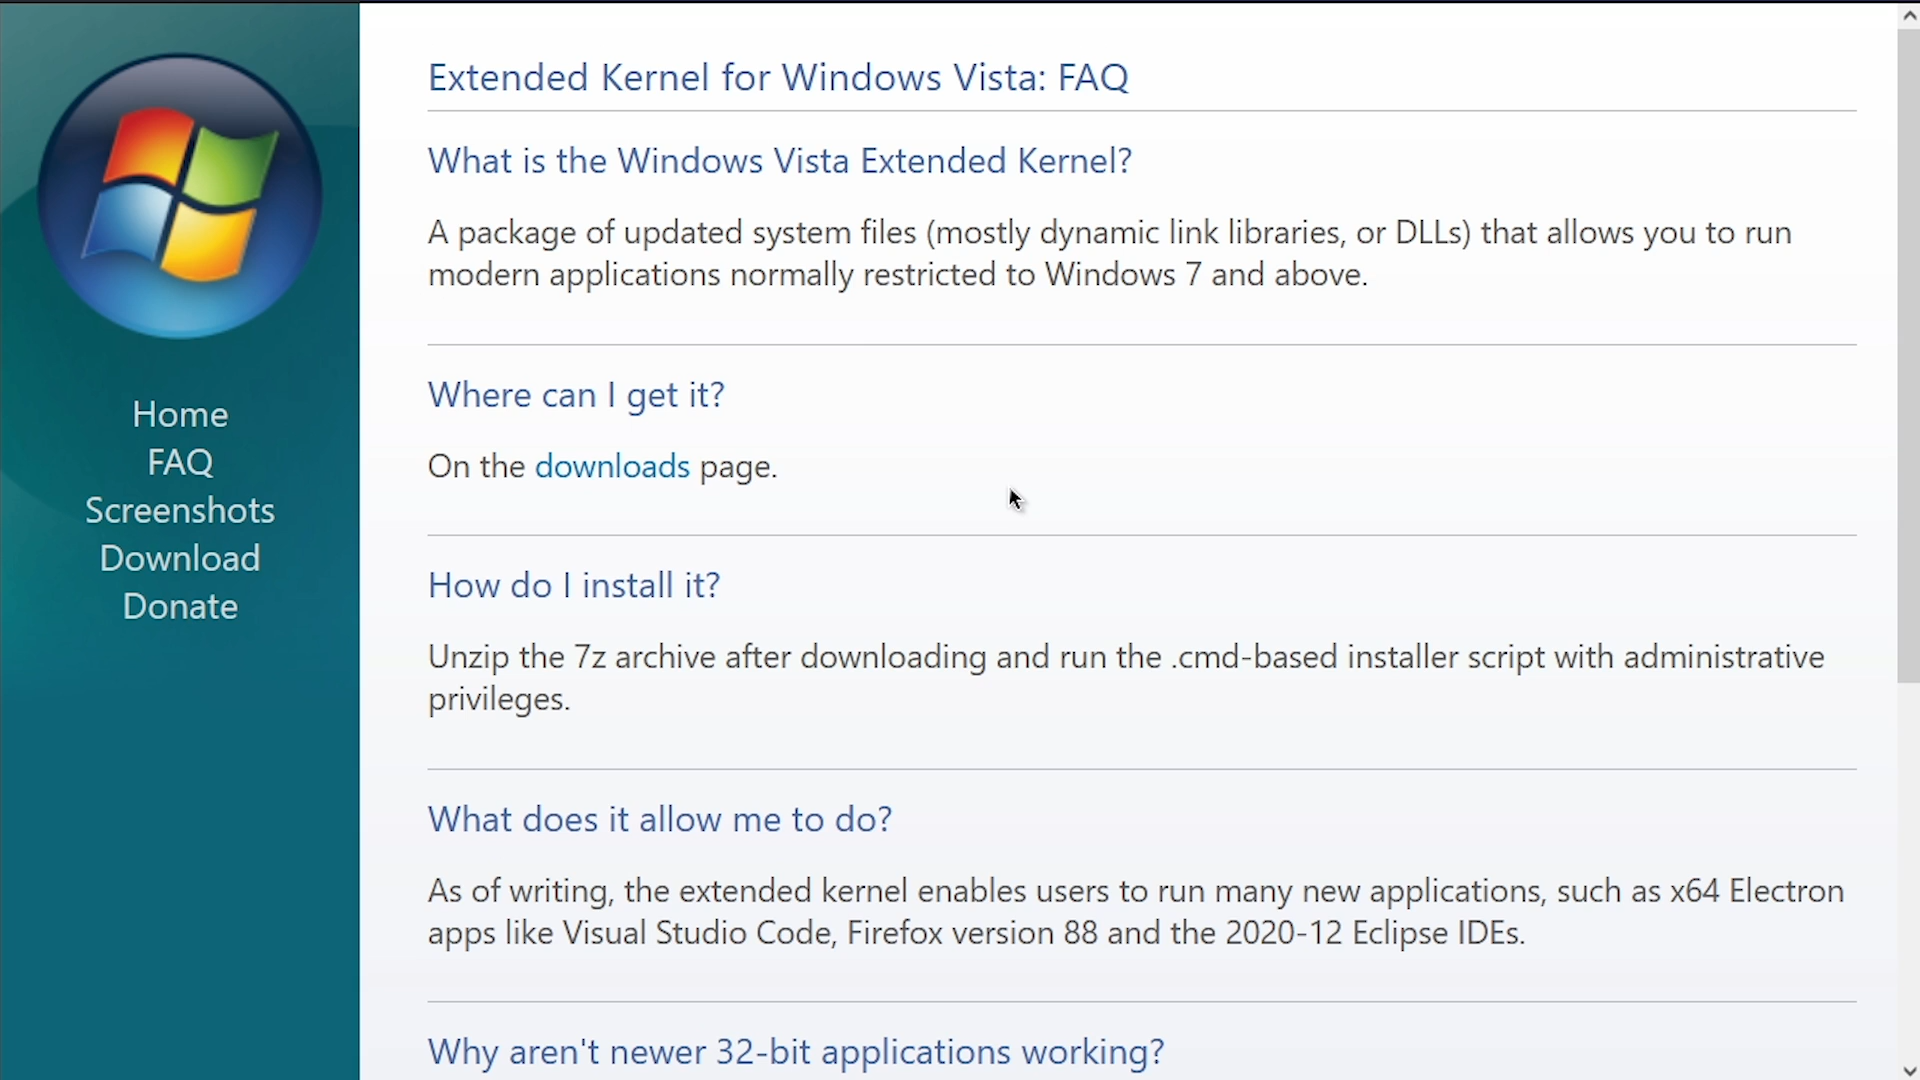 Home
FAQ
Screenshots
Download
Donate
Extended Kernel for Windows Vista: FAQ
What is the Windows Vista Extended Kernel?
A package of updated system files (mostly dynamic link libraries, or DLLs) that allows you to run
modern applications normally restricted to Windows 7 and above.
Where can I get it?
On the downloads page.
How do I install it?
Unzip the 7z archive after downloading and run the .cmd-based installer script with administrative
privileges.
What does it allow me to do?
As of writing, the extended kernel enables users to run many new applications, such as x64 Electron
apps like Visual Studio Code, Firefox version 88 and the 2020-12 Eclipse IDEs.
Why aren't newer 32-bit applications working?